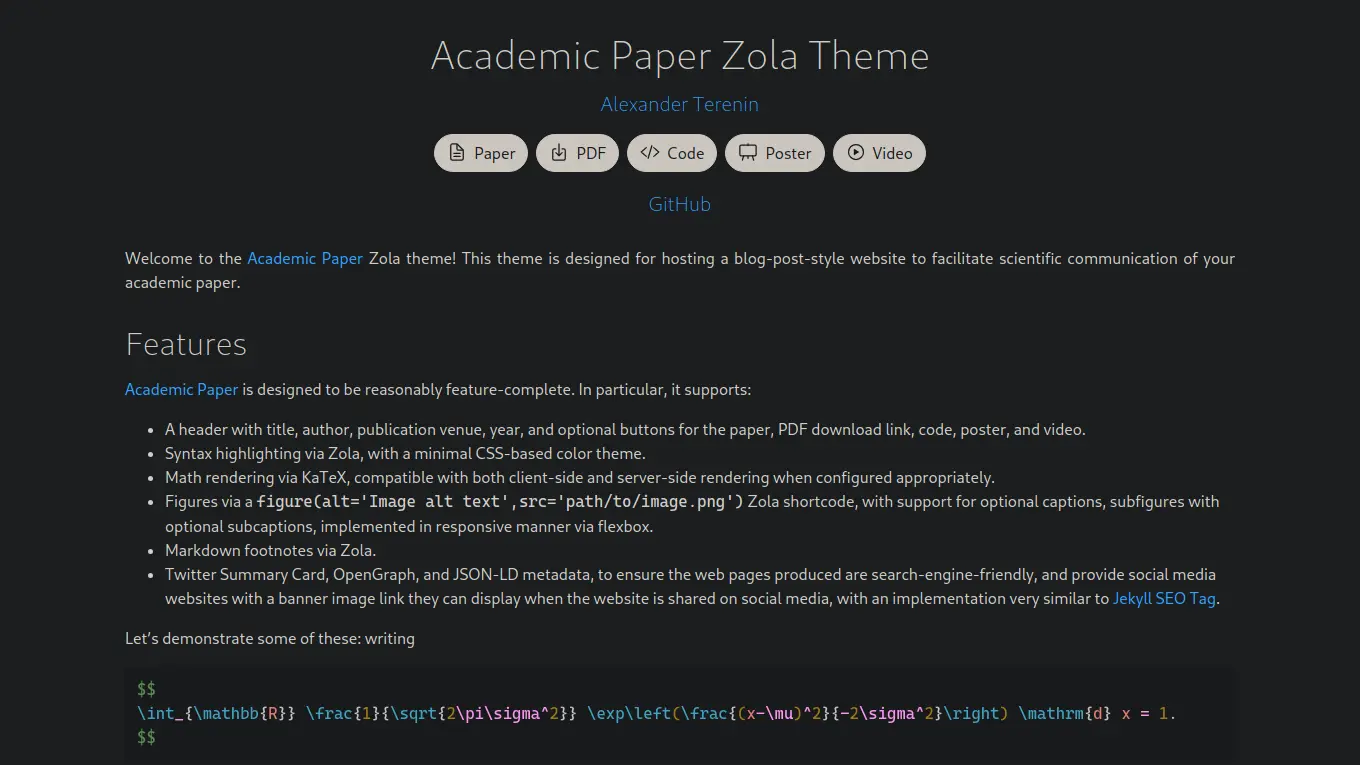 Academic Paper Zola Theme
Alexander Terenin
Paper PDF Code Poster Video
GitHub
Welcome to the Academic Paper Zola theme! This theme is designed for hosting a blog-post-style website to facilitate scientific communication of your
academic paper.
Features
Academic Paper is designed to be reasonably feature-complete. In particular, it supports:
• A header with title, author, publication venue, year, and optional buttons for the paper, PDF download link, code, poster, and video.
• Syntax highlighting via Zola, with a minimal CSS-based color theme.
• Math rendering via KaTeX, compatible with both client-side and server-side rendering when configured appropriately.
• Figures via a figure(alt='Image alt text',src='path/to/image.png') Zola shortcode, with support for optional captions, subfigures with
optional subcaptions, implemented in responsive manner via flexbox.
• Markdown footnotes via Zola.
• Twitter Summary Card, OpenGraph, and JSON-LD metadata, to ensure the web pages produced are search-engine-friendly, and provide social media
websites with a banner image link they can display when the website is shared on social media, with an implementation very similar to Jekyll SEO Tag.
Let’s demonstrate some of these: writing
$$
\int_{\mathbb{R}} \frac{1}{\sqrt{2\pi\sigma^2}} \exp\left(\frac{(x-\mu)^2}{-2\sigma^2}\right) \mathrm{d} x = 1.
$$